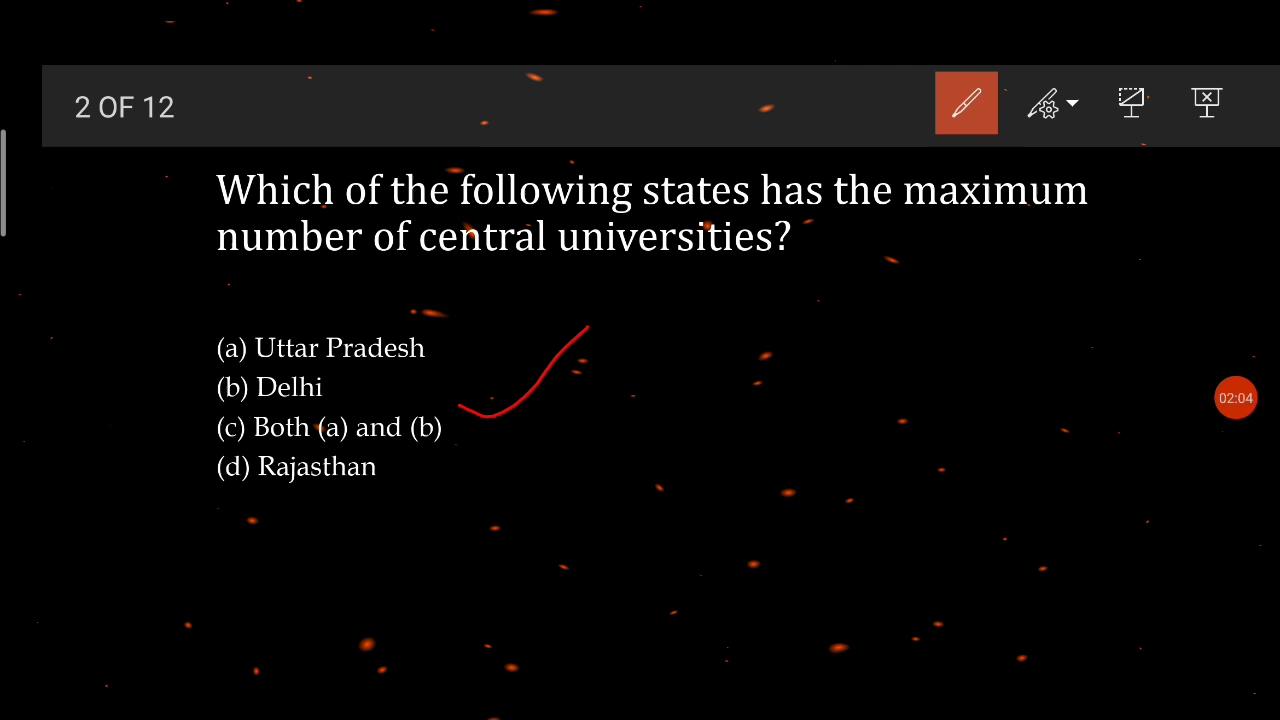 2 OF 12
Which of the following states has the maximum
number of central universities?
(a) Uttar Pradesh
(b) Delhi
(c) Both (a) and (b)
(d) Rajasthan
02:04